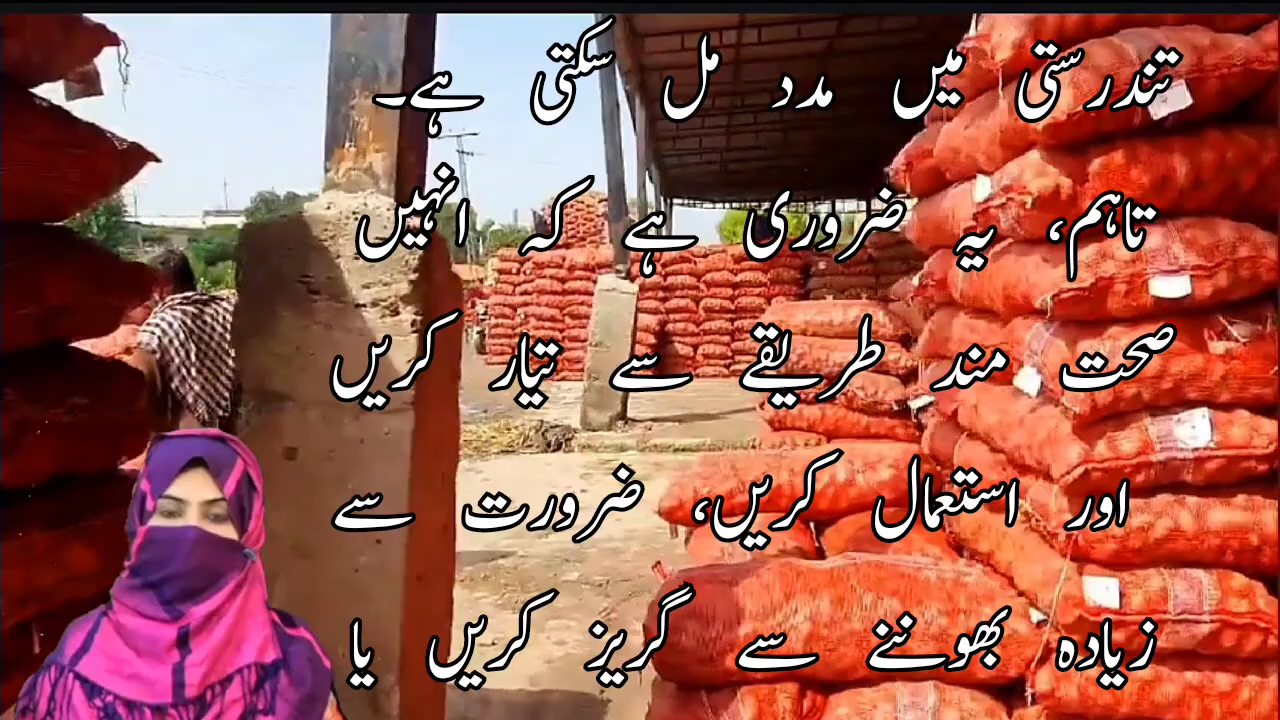 تندرستی میں مدد مل سکتی ہے۔
تاہم، یہ ضروری ہے کہ انہیں
صحت مند طریقے سے تیار کریں
اور استعمال کریں، ضرورت سے
زیادہ بھوننے سے گریز کریں یا